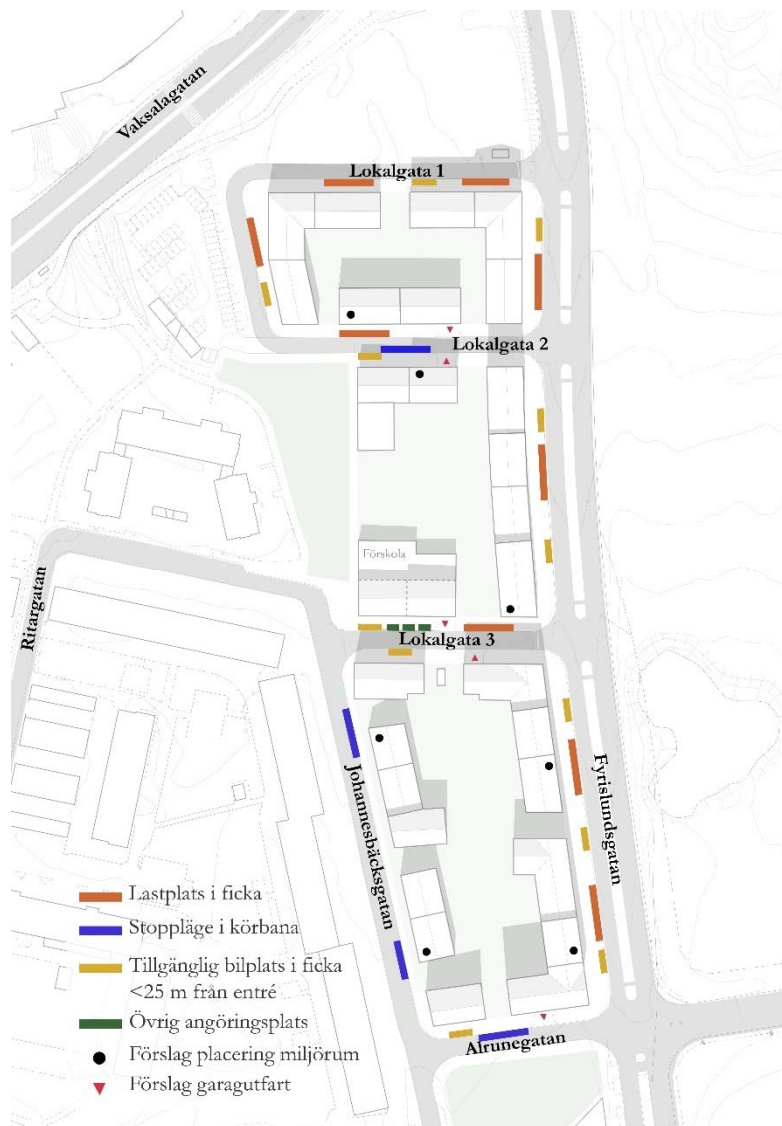 Vaksalagatan
Lokalgata 1
Lokalgata 2
Förskola
Lokalgata 3
Ritargatan
Johannesbäcksgatan
Fyrislundsgatan
Alrunegatan
Lastplats i ficka
Stoppläge i körbana
Tillgänglig bilplats i ficka
<25 m från entré
Övrig angöringsplats
Förslag placering miljörum
Förslag garagutfart